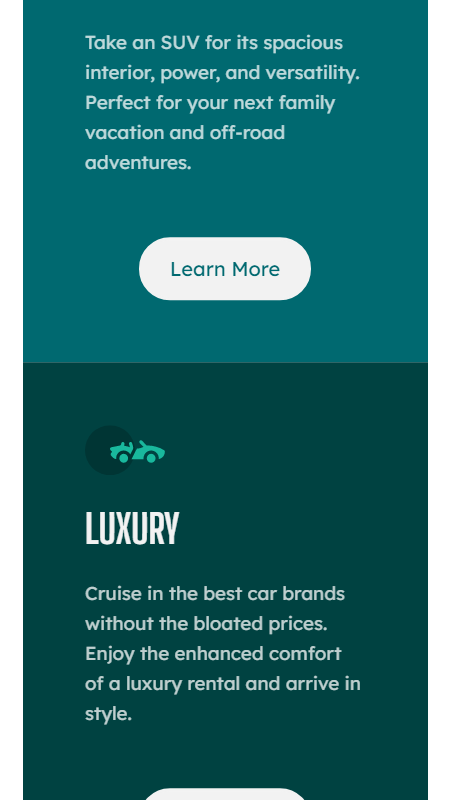 Take an SUV for its spacious
interior, power, and versatility.
Perfect for your next family
vacation and off-road
adventures.
Learn More
LUXURY
Cruise in the best car brands
without the bloated prices.
Enjoy the enhanced comfort
of a luxury rental and arrive in
style.